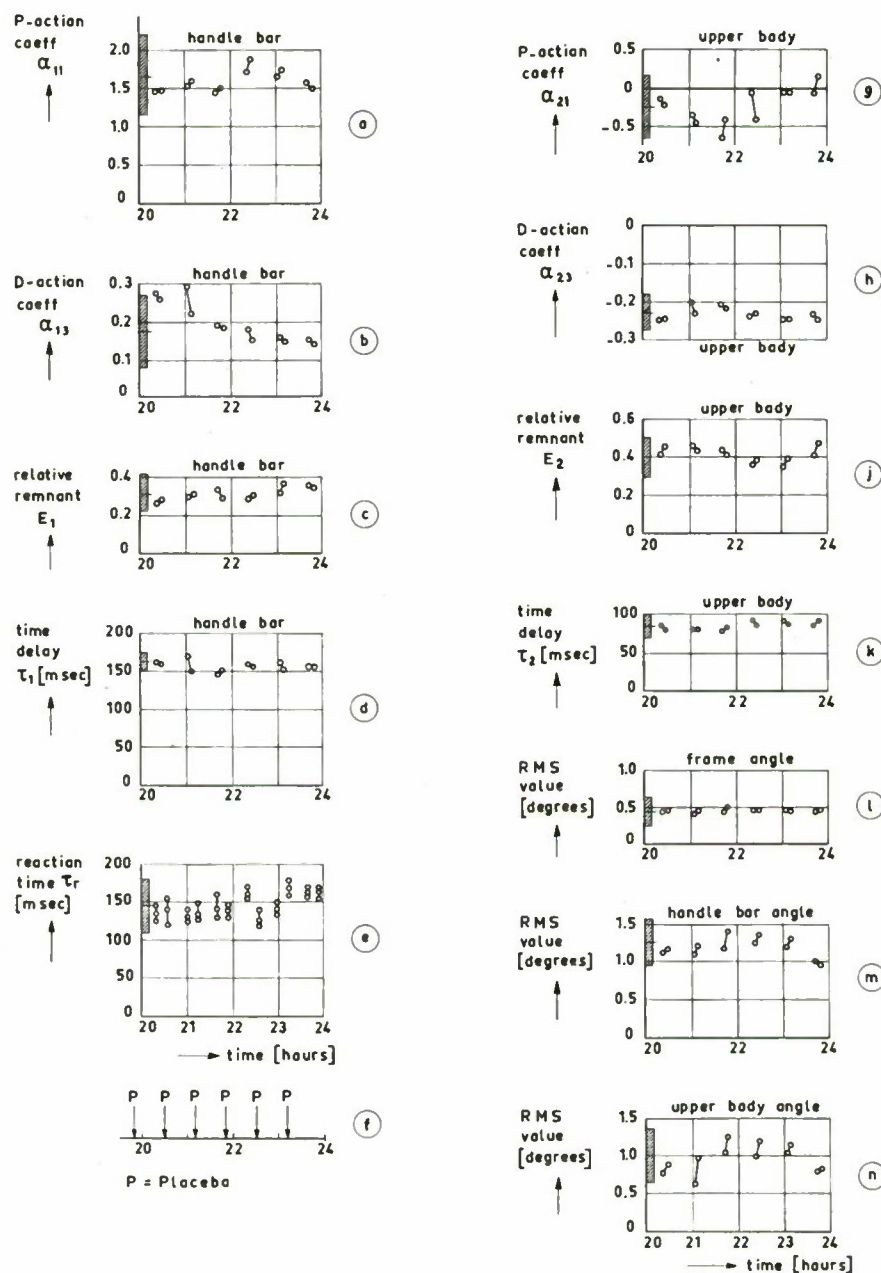 P-action
coeff
α11
handle bar
2.0
1.5
1.0
0.5
0
20 22 24
a
D-action
coeff
α13
handle bar
0.3
0.2
0.1
0
20 22 24
b
relative
remnant
E1
handle bar
0.4
0.2
0
20 22 24
c
time
delay
τ1 [msec]
handle bar
200
150
100
50
0
20 22 24
d
reaction
time τr
[msec]
200
150
100
50
0
20 21 22 23 24
time [hours]
e
P P P P P P
20 22 24
P = Placebo
f
P-action
coeff
α21
upper body
0.5
0
-0.5
20 22 24
g
D-action
coeff
α23
0
-0.1
-0.2
-0.3
20 22 24
upper body
h
relative
remnant
E2
upper body
0.6
0.4
0.2
0
20 22 24
j
time
delay
τ2 [msec]
upper body
100
50
0
20 22 24
k
RMS
value
[degrees]
frame angle
1.0
0.5
0
20 22 24
l
RMS
value
[degrees]
handle bar angle
1.5
1.0
0.5
0
20 22 24
m
RMS
value
[degrees]
upper body angle
1.5
1.0
0.5
0
20 21 22 23 24
time [hours]
n